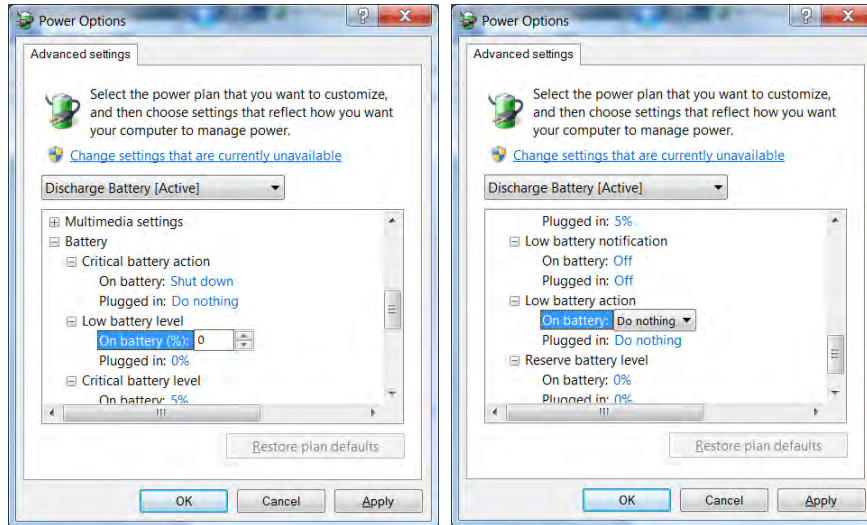 Power Options
Advanced settings
Select the power plan that you want to customize,
and then choose settings that reflect how you want
your computer to manage power.
Change settings that are currently unavailable
Discharge Battery [Active]
Multimedia settings
Battery
Critical battery action
On battery: Shut down
Plugged in: Do nothing
Low battery level
On battery (%): 0
Plugged in: 0%
Critical battery level
On battery: 5%
Restore plan defaults
OK Cancel Apply
Power Options
Advanced settings
Select the power plan that you want to customize,
and then choose settings that reflect how you want
your computer to manage power.
Change settings that are currently unavailable
Discharge Battery [Active]
Plugged in: 5%
Low battery notification
On battery: Off
Plugged in: Off
Low battery action
On battery: Do nothing
Plugged in: Do nothing
Reserve battery level
On battery: 0%
Plugged in: 0%
Restore plan defaults
OK Cancel Apply